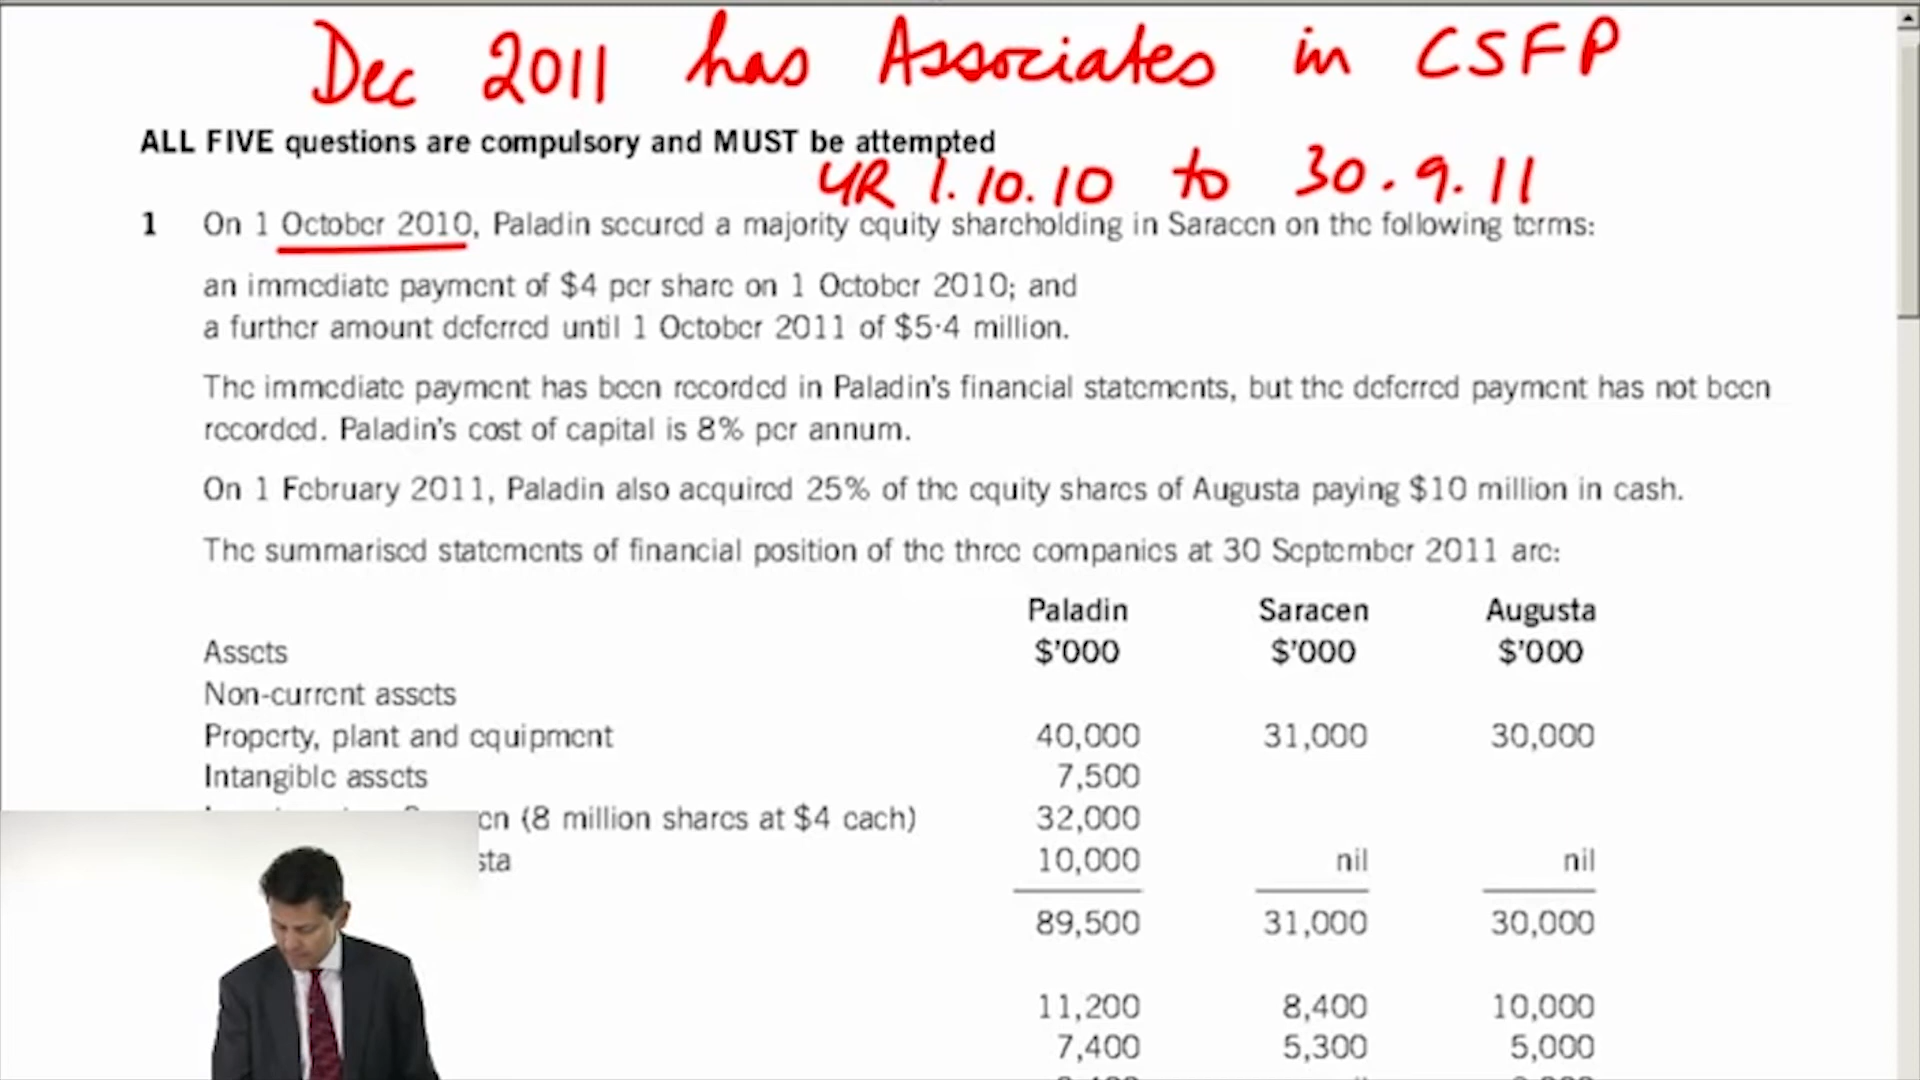 Dec 2011 has Associates in CSFP
ALL FIVE questions are compulsory and MUST be attempted
YR 1.10.10 to 30.9.11
1 On 1 October 2010, Paladin secured a majority equity shareholding in Saracen on the following terms:
an immediate payment of $4 per share on 1 October 2010; and
a further amount deferred until 1 October 2011 of $5·4 million.
The immediate payment has been recorded in Paladin's financial statements, but the deferred payment has not been
recorded. Paladin's cost of capital is 8% per annum.
On 1 February 2011, Paladin also acquired 25% of the equity shares of Augusta paying $10 million in cash.
The summarised statements of financial position of the three companies at 30 September 2011 are:
Paladin Saracen Augusta
Assets $'000 $'000 $'000
Non-current assets
Property, plant and equipment 40,000 31,000 30,000
Intangible assets 7,500
(8 million shares at $4 each) 32,000
10,000 nil nil
89,500 31,000 30,000
11,200 8,400 10,000
7,400 5,300 5,000